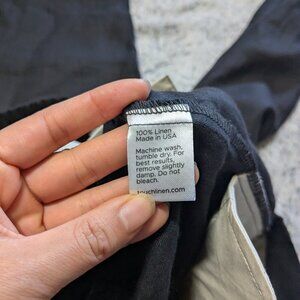 100% Linen
Made in USA
Machine wash,
tumble dry. For
best results,
remove slightly
damp. Do not
bleach.
touchlinen.com